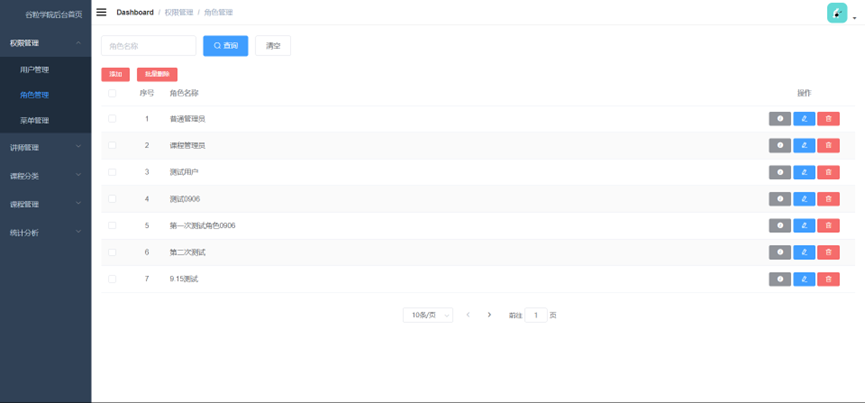 谷粒学院后台首页
Dashboard / 权限管理 / 角色管理
权限管理
用户管理
角色管理
菜单管理
讲师管理
课程分类
课程管理
统计分析
角色名称
查询
清空
添加
批量删除
序号 角色名称 操作
1 普通管理员
2 课程管理员
3 测试用户
4 测试0906
5 第一次测试角色0906
6 第二次测试
7 9.15测试
10条/页
前往 1 页